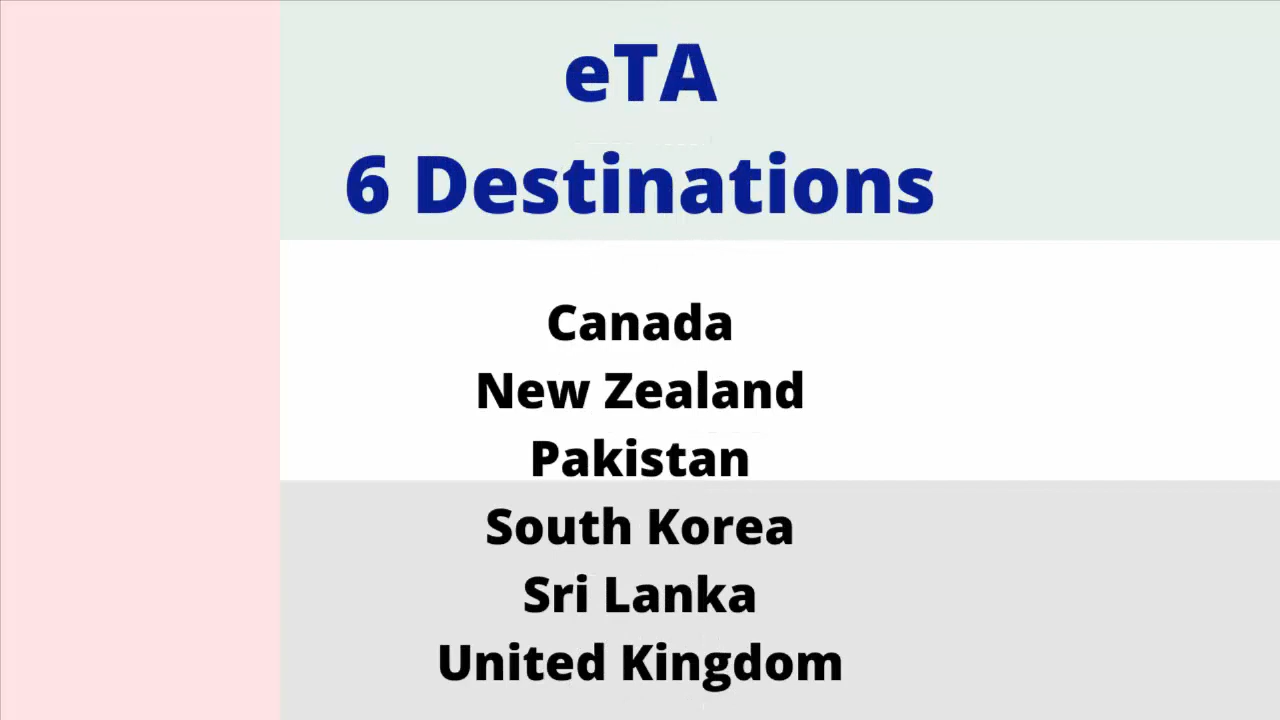 eTA
6 Destinations
Canada
New Zealand
Pakistan
South Korea
Sri Lanka
United Kingdom